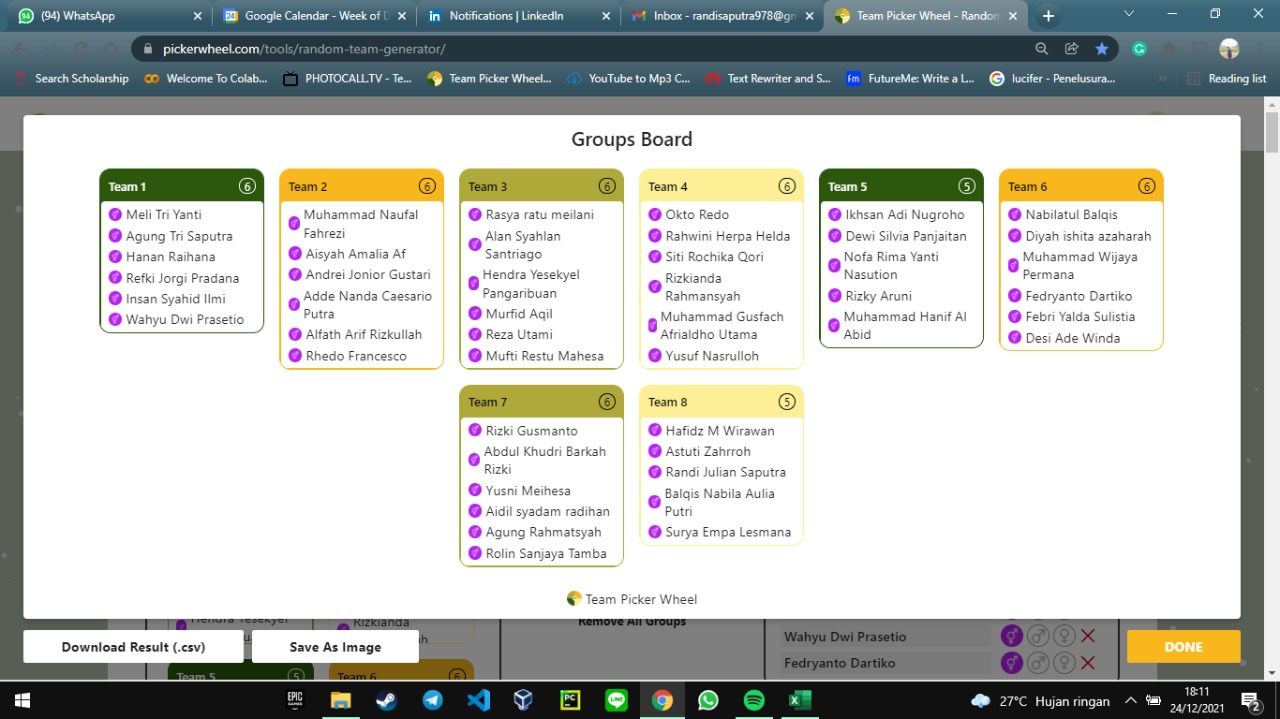 (94) WhatsApp
Google Calendar - Week of D
Notifications | LinkedIn
Inbox - randisaputra978@gm
Team Picker Wheel - Random
pickerwheel.com/tools/random-team-generator/
Search Scholarship
Welcome To Colab...
PHOTOCALL.TV - Te...
Team Picker Wheel...
YouTube to Mp3 C...
Text Rewriter and S...
FutureMe: Write a L...
lucifer - Penelusura...
Reading list
Groups Board
Team 1 6
Meli Tri Yanti
Agung Tri Saputra
Hanan Raihana
Refki Jorgi Pradana
Insan Syahid Ilmi
Wahyu Dwi Prasetio
Team 2 6
Muhammad Naufal
Fahrezi
Aisyah Amalia Af
Andrei Jonior Gustari
Adde Nanda Caesario
Putra
Alfath Arif Rizkullah
Rhedo Francesco
Team 3 6
Rasya ratu meilani
Alan Syahlan
Santriago
Hendra Yesekyel
Pangaribuan
Murfid Aqil
Reza Utami
Mufti Restu Mahesa
Team 4 6
Okto Redo
Rahwini Herpa Helda
Siti Rochika Qori
Rizkianda
Rahmansyah
Muhammad Gusfach
Afrialdho Utama
Yusuf Nasrulloh
Team 5 5
Ikhsan Adi Nugroho
Dewi Silvia Panjaitan
Nofa Rima Yanti
Nasution
Rizky Aruni
Muhammad Hanif Al
Abid
Team 6 6
Nabilatul Balqis
Diyah ishita azaharah
Muhammad Wijaya
Permana
Fedryanto Dartiko
Febri Yalda Sulistia
Desi Ade Winda
Team 7 6
Rizki Gusmanto
Abdul Khudri Barkah
Rizki
Yusni Meihesa
Aidil syadam radihan
Agung Rahmatsyah
Rolin Sanjaya Tamba
Team 8 5
Hafidz M Wirawan
Astuti Zahrroh
Randi Julian Saputra
Balqis Nabila Aulia
Putri
Surya Empa Lesmana
Team Picker Wheel
Hendra Yesekyel
Rizkianda
Remove All Groups
Wahyu Dwi Prasetio
Fedryanto Dartiko
Download Result (.csv)
Save As Image
DONE
Team 5 5
Team 6 6
27°C Hujan ringan
18:11
24/12/2021
2